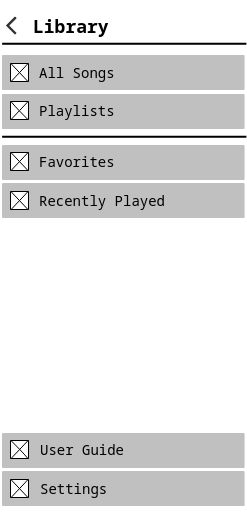 Library
All Songs
Playlists
Favorites
Recently Played
User Guide
Settings